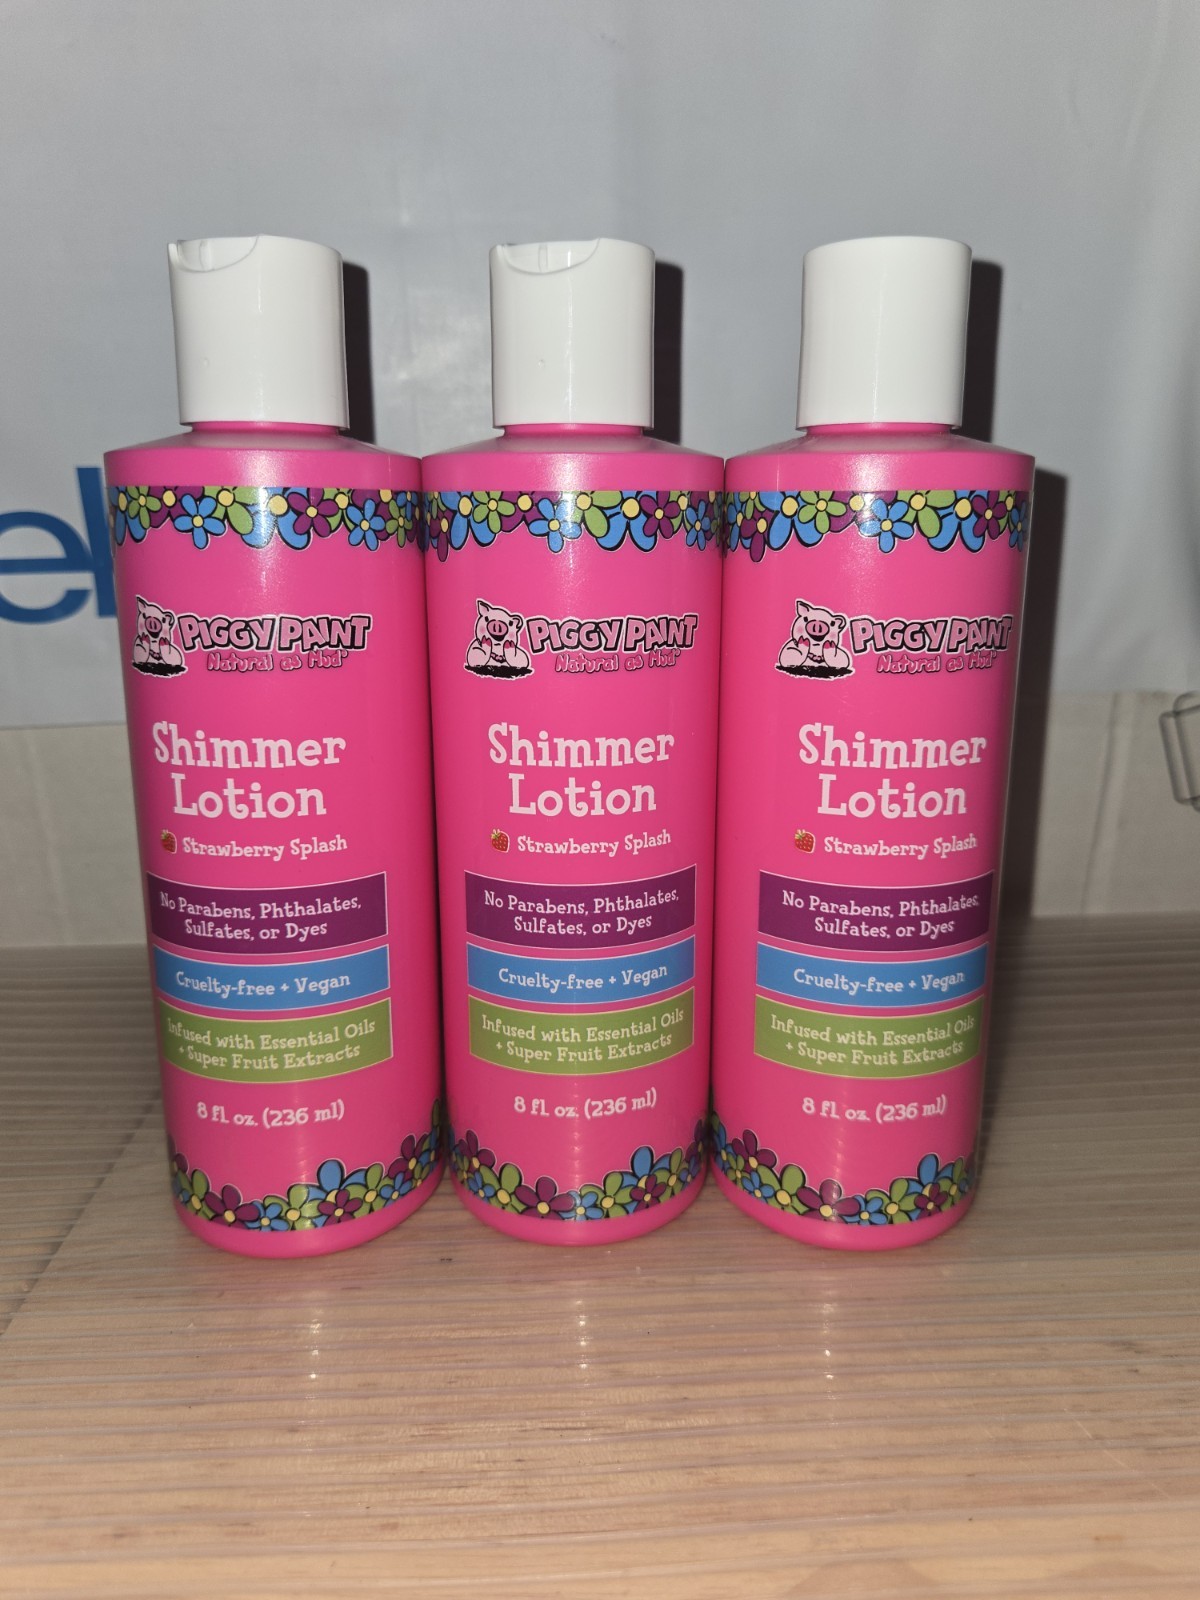 PIGGY PAINT
Natural as Mud®
Shimmer
Lotion
Strawberry Splash
No Parabens, Phthalates,
Sulfates, or Dyes
Cruelty-free + Vegan
Infused with Essential Oils
+ Super Fruit Extracts
8 fl. oz. (236 ml)
PIGGY PAINT
Natural as Mud®
Shimmer
Lotion
Strawberry Splash
No Parabens, Phthalates,
Sulfates, or Dyes
Cruelty-free + Vegan
Infused with Essential Oils
+ Super Fruit Extracts
8 fl. oz. (236 ml)
PIGGY PAINT
Natural as Mud®
Shimmer
Lotion
Strawberry Splash
No Parabens, Phthalates,
Sulfates, or Dyes
Cruelty-free + Vegan
Infused with Essential Oils
+ Super Fruit Extracts
8 fl. oz. (236 ml)